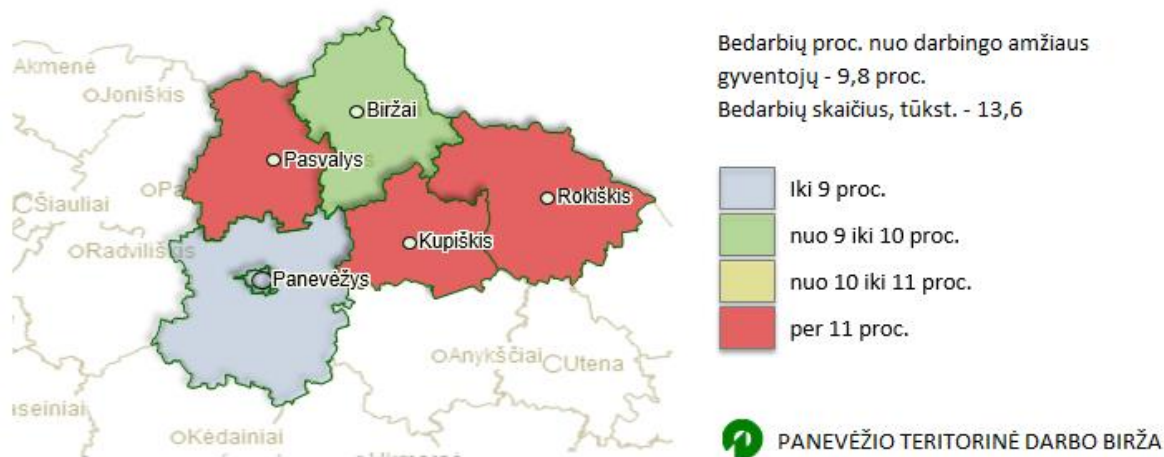 Akmenė
Joniškis
Biržai
Pasvalys
Šiauliai
Rokiškis
Radviliškis
Kupiškis
Panevėžys
Anykščiai
Utena
Kėdainiai
Bedarbių proc. nuo darbingo amžiaus
gyventojų - 9,8 proc.
Bedarbių skaičius, tūkst. - 13,6
Iki 9 proc.
nuo 9 iki 10 proc.
nuo 10 iki 11 proc.
per 11 proc.
PANEVĖŽIO TERITORINĖ DARBO BIRŽA